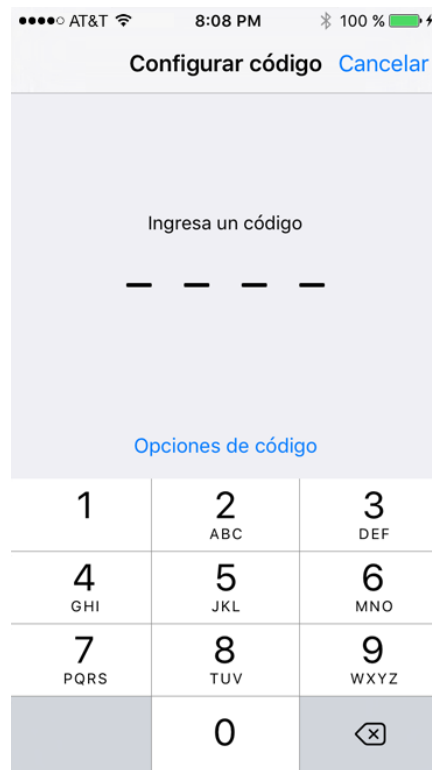 AT&T 8:08 PM 100 %
Configurar código Cancelar
Ingresa un código
Opciones de código
1 2 3
ABC DEF
4 5 6
GHI JKL MNO
7 8 9
PQRS TUV WXYZ
0